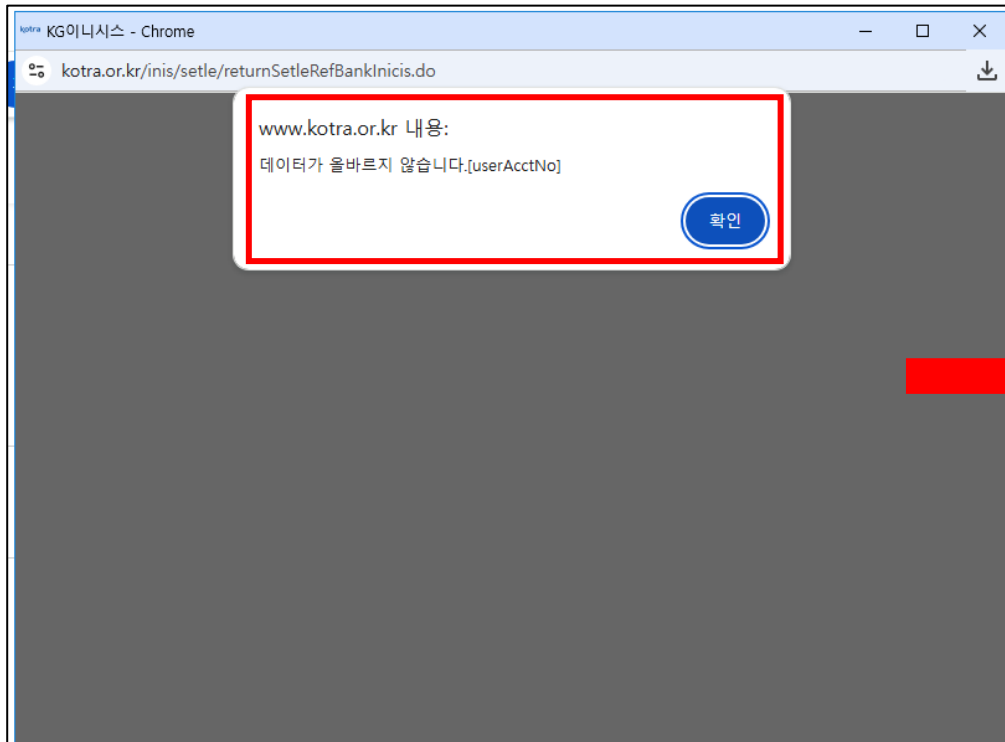 kotra KG이니시스 - Chrome
kotra.or.kr/inis/setle/returnSetleRefBankInicis.do
www.kotra.or.kr 내용:
데이터가 올바르지 않습니다.[userAcctNo]
확인